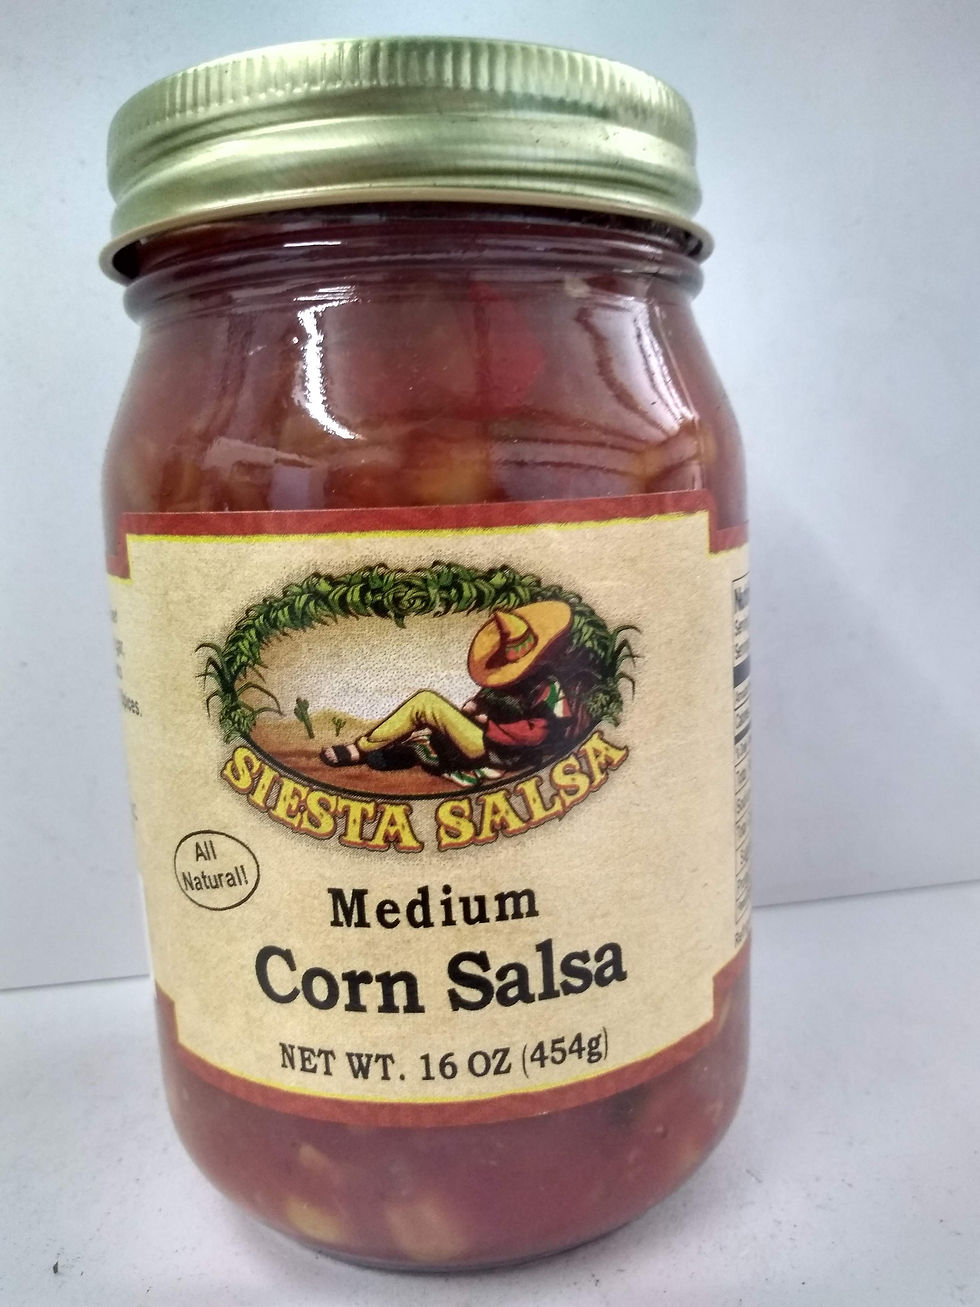 SIESTA SALSA
All
Natural!
Medium
Corn Salsa
NET WT. 16 OZ (454g)